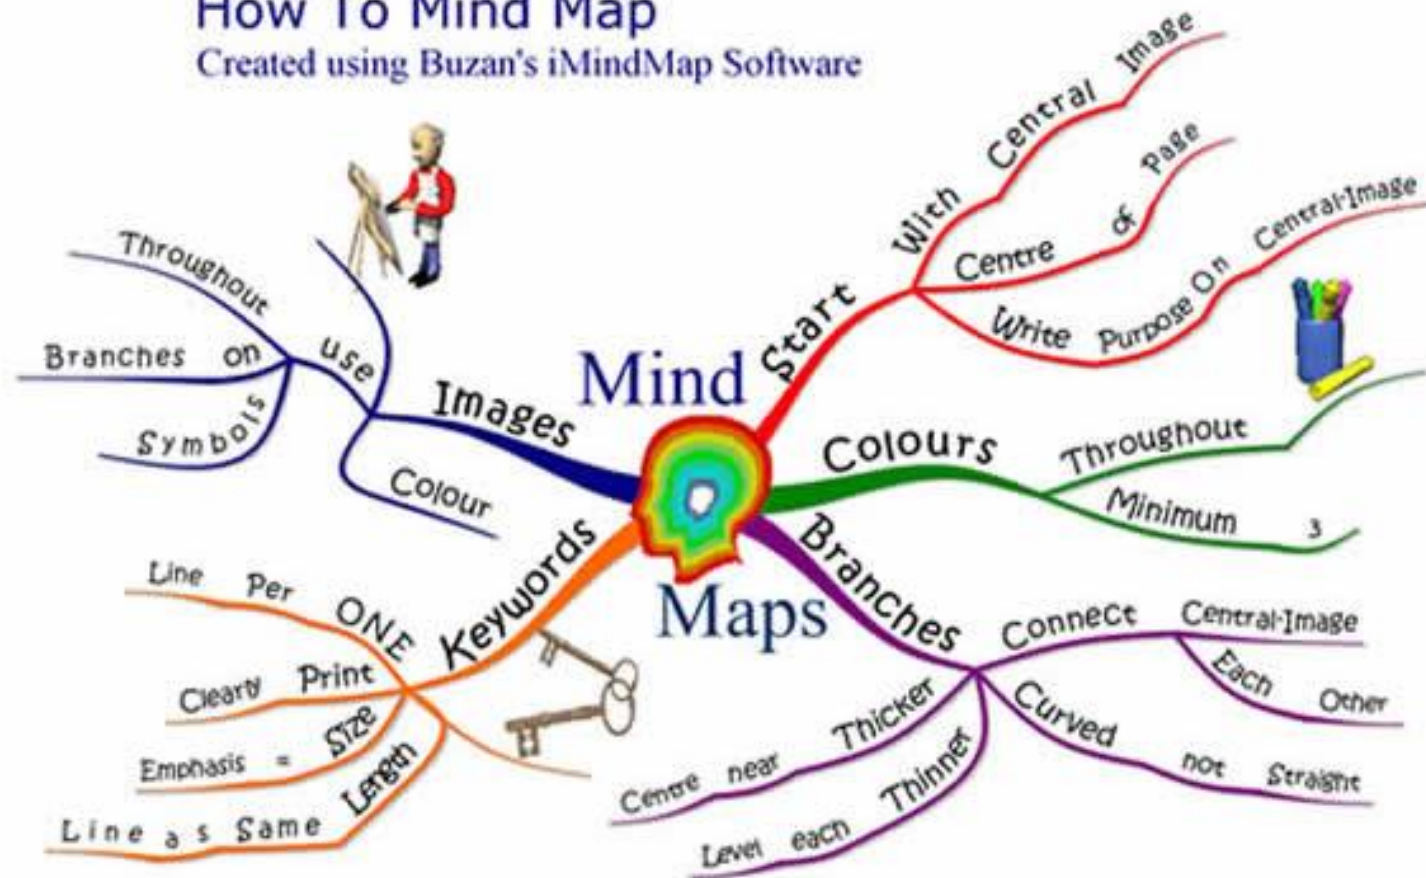 How To Mind Map
Created using Buzan's iMindMap Software
Mind
Maps
Start
With Central Image
Centre of Page
Write Purpose On Central-Image
Colours
Throughout
Minimum 3
Branches
Connect Central-Image
Each Other
Curved not Straight
Thinner
Level each
Thicker
Centre near
Keywords
ONE
Line Per
Print
Clearly
Size
Emphasis =
Length
Line as Same
Images
use
Throughout
Branches on
Symbols
Colour